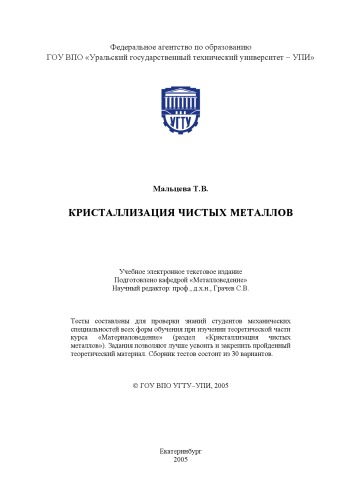 Федеральное агентство по образованию
ГОУ ВПО «Уральский государственный технический университет − УПИ»
УГТУ
Мальцева Т.В.
КРИСТАЛЛИЗАЦИЯ ЧИСТЫХ МЕТАЛЛОВ
Учебное электронное текстовое издание
Подготовлено кафедрой «Металловедение»
Научный редактор: проф., д.х.н., Грачев С.В.
Тесты составлены для проверки знаний студентов механических
специальностей всех форм обучения при изучении теоретической части
курса «Материаловедение» (раздел «Кристаллизация чистых
металлов»). Задания позволяют лучше усвоить и закрепить пройденный
теоретический материал. Сборник тестов состоит из 30 вариантов.
© ГОУ ВПО УГТУ−УПИ, 2005
Екатеринбург
2005